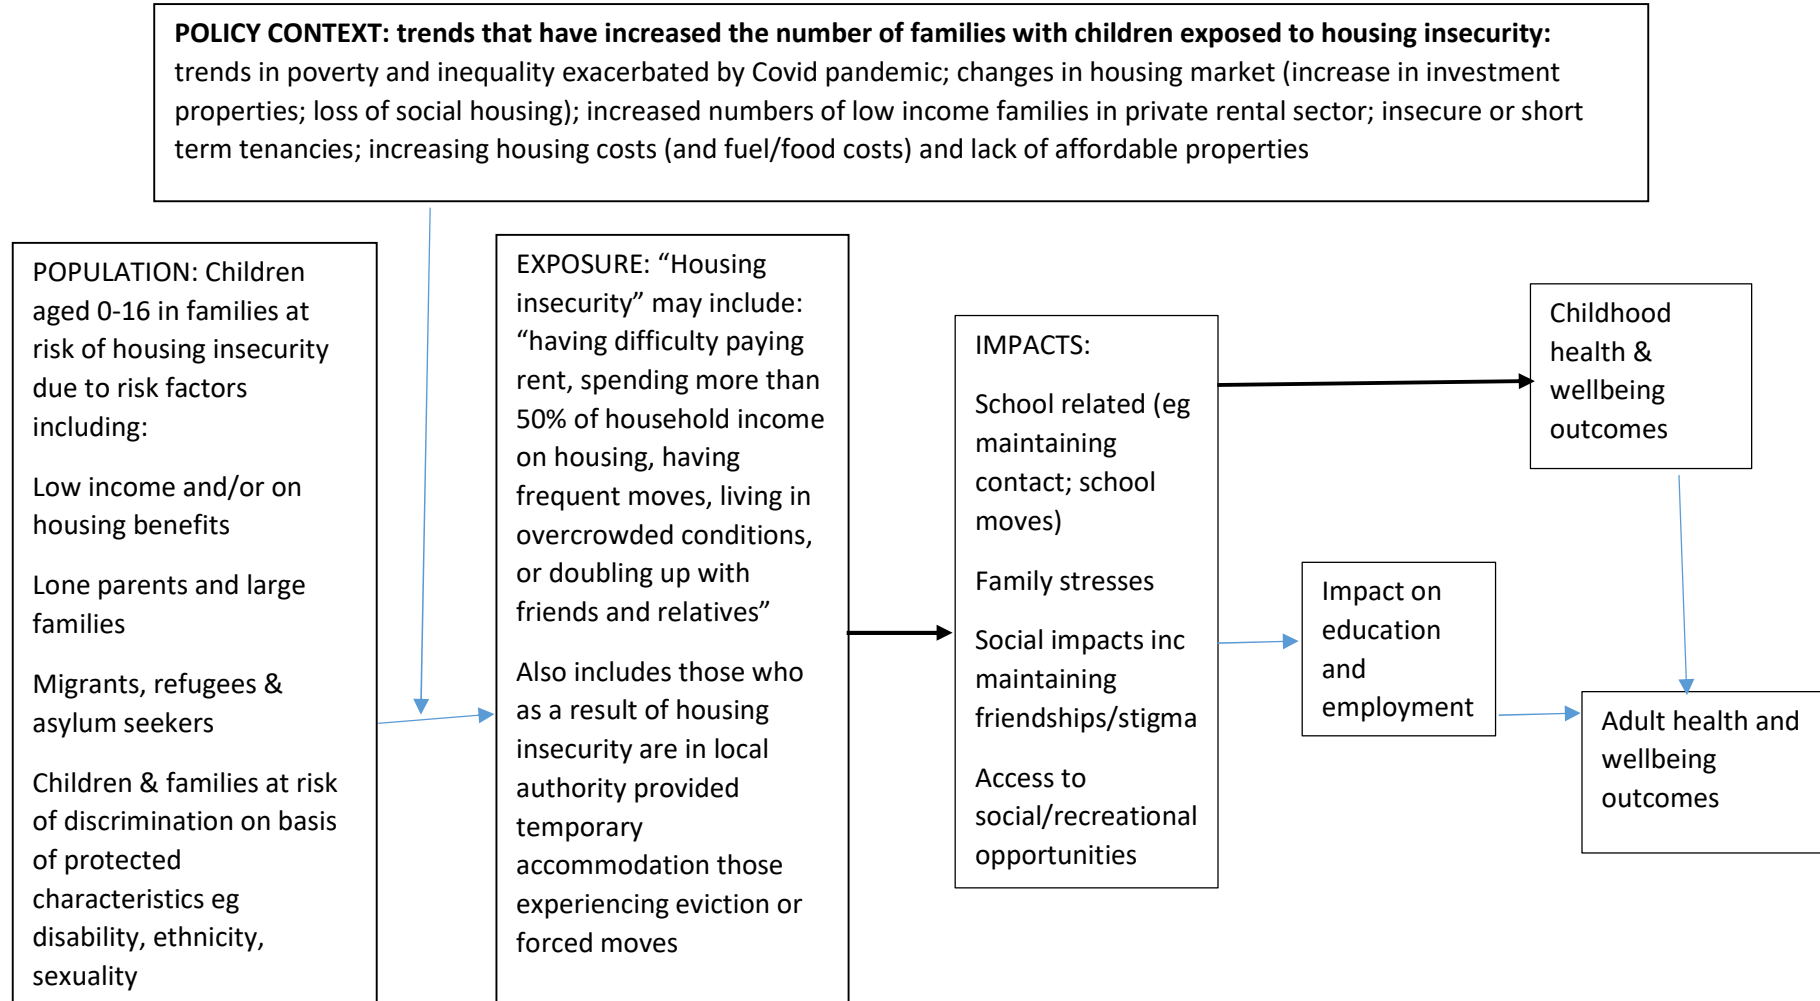 POLICY CONTEXT: trends that have increased the number of families with children exposed to housing insecurity:
trends in poverty and inequality exacerbated by Covid pandemic; changes in housing market (increase in investment
properties; loss of social housing); increased numbers of low income families in private rental sector; insecure or short
term tenancies; increasing housing costs (and fuel/food costs) and lack of affordable properties
POPULATION: Children
aged 0-16 in families at
risk of housing insecurity
due to risk factors
including:
Low income and/or on
housing benefits
Lone parents and large
families
Migrants, refugees &
asylum seekers
Children & families at risk
of discrimination on basis
of protected
characteristics eg
disability, ethnicity,
sexuality
EXPOSURE: “Housing
insecurity” may include:
“having difficulty paying
rent, spending more than
50% of household income
on housing, having
frequent moves, living in
overcrowded conditions,
or doubling up with
friends and relatives”
Also includes those who
as a result of housing
insecurity are in local
authority provided
temporary
accommodation those
experiencing eviction or
forced moves
IMPACTS:
School related (eg
maintaining
contact; school
moves)
Family stresses
Social impacts inc
maintaining
friendships/stigma
Access to
social/recreational
opportunities
Childhood
health &
wellbeing
outcomes
Impact on
education
and
employment
Adult health and
wellbeing
outcomes